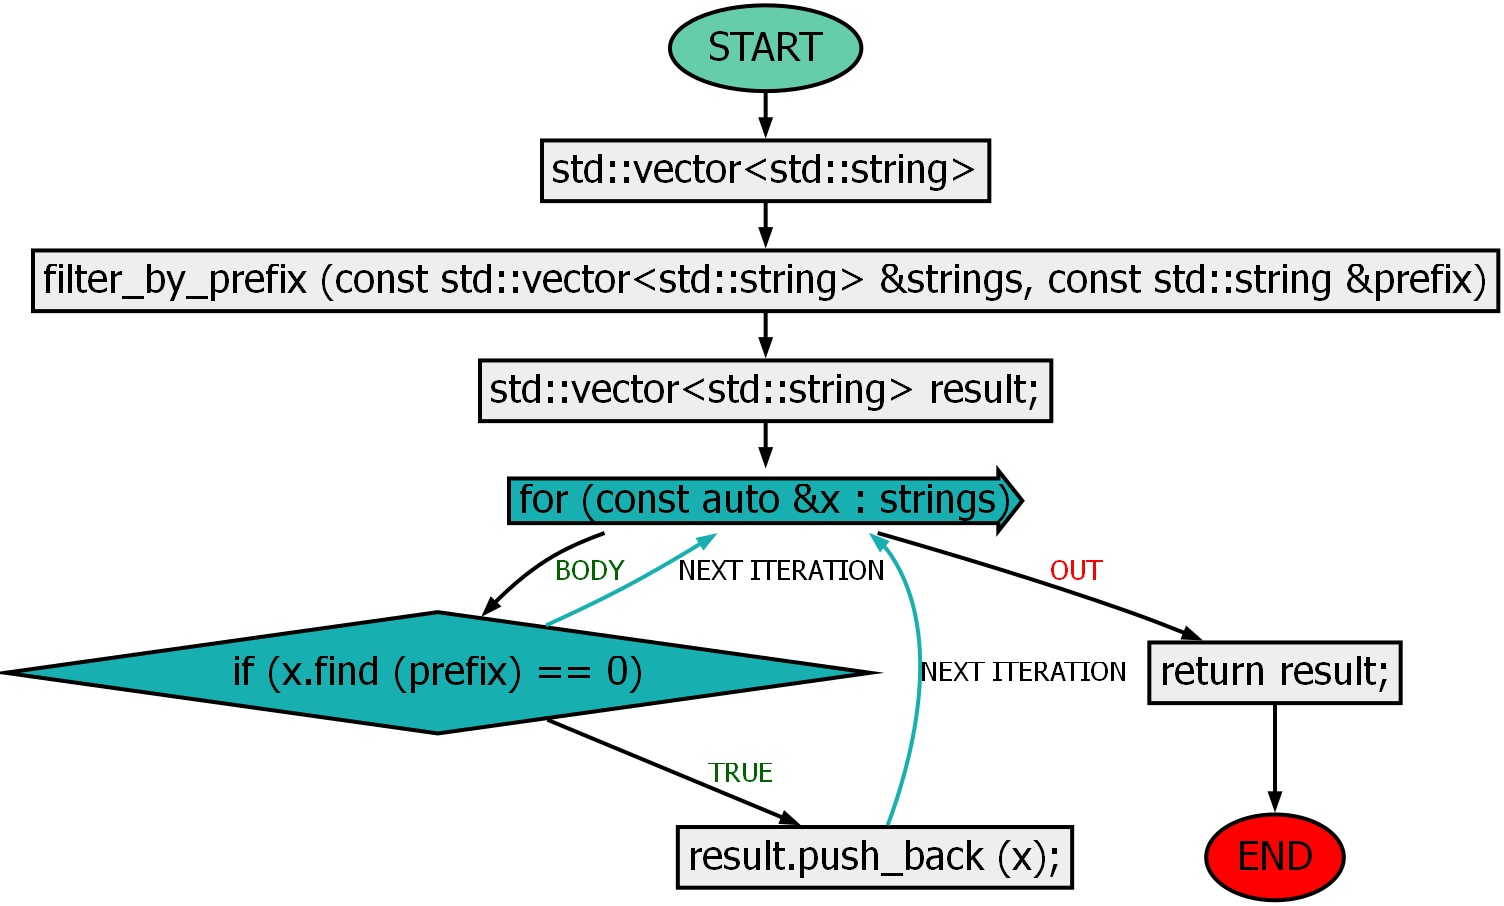 START
std::vector<std::string>
filter_by_prefix (const std::vector<std::string> &strings, const std::string &prefix)
std::vector<std::string> result;
for (const auto &x : strings)
BODY
NEXT ITERATION
OUT
if (x.find (prefix) == 0)
NEXT ITERATION
return result;
TRUE
result.push_back (x);
END